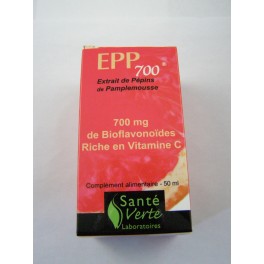 EPP
700
Extrait de Pépins
de Pamplemousse
700 mg
de Bioflavonoïdes
Riche en Vitamine C
Complément alimentaire - 50 ml
Santé
Verte
Laboratoires